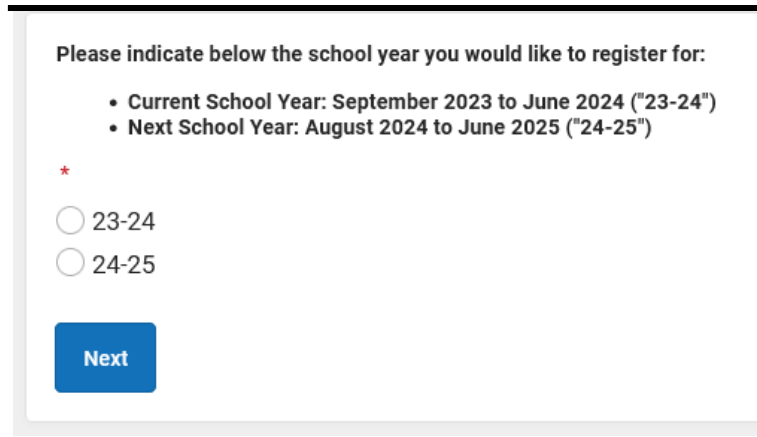 Please indicate below the school year you would like to register for:
• Current School Year: September 2023 to June 2024 ("23-24")
• Next School Year: August 2024 to June 2025 ("24-25")
*
23-24
24-25
Next